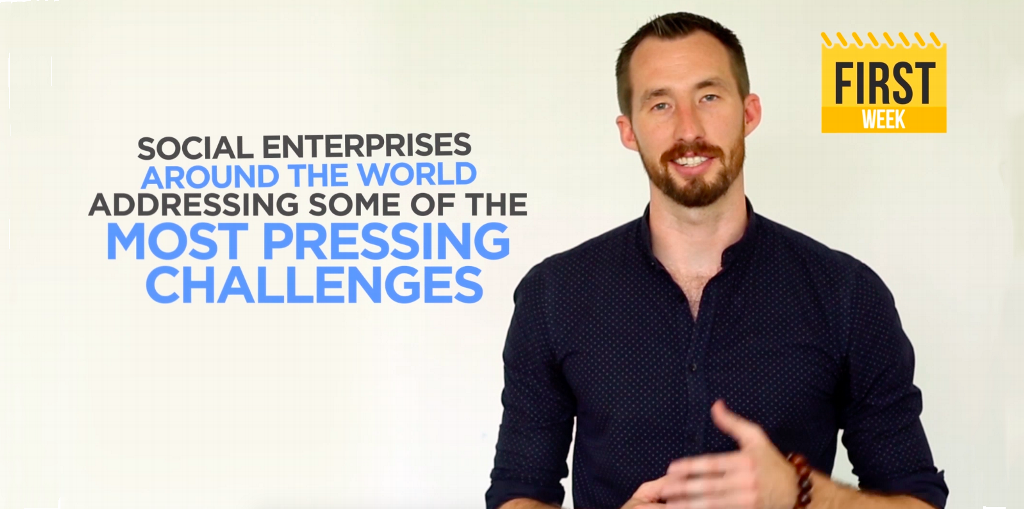 SOCIAL ENTERPRISES
AROUND THE WORLD
ADDRESSING SOME OF THE
MOST PRESSING
CHALLENGES
FIRST
WEEK